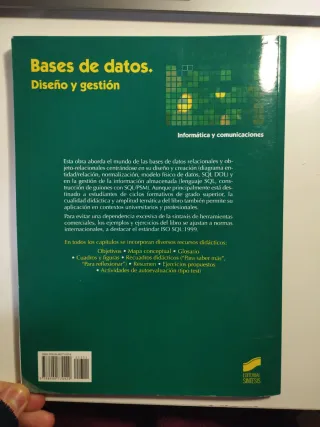 Bases de datos.
Diseño y gestión
Informática y comunicaciones
Esta obra aborda el mundo de las bases de datos relacionales y ob-
jeto-relacionales centrándose en su diseño y creación (diagrama en-
tidad/relación, normalización, modelo físico de datos, SQL DDL) y
en la gestión de la información almacenada (lenguaje SQL, cons-
trucción de guiones con SQL/PSM). Aunque principalmente está des-
tinado a estudiantes de ciclos formativos de grado superior, la
cualidad didáctica y amplitud temática del libro también permite su
aplicación en contextos universitarios y profesionales.
Para evitar una dependencia excesiva de la sintaxis de herramientas
comerciales, los ejemplos y ejercicios del libro se ajustan a normas
internacionales, a destacar el estándar ISO SQL:1999.
En todos los capítulos se incorporan diversos recursos didácticos:
Objetivos • Mapa conceptual • Glosario
• Cuadros y figuras • Recuadros didácticos ("Para saber más",
"Para reflexionar") • Resumen • Ejercicios propuestos
• Actividades de autoevaluación (tipo test)
EDITORIAL
SINTESIS